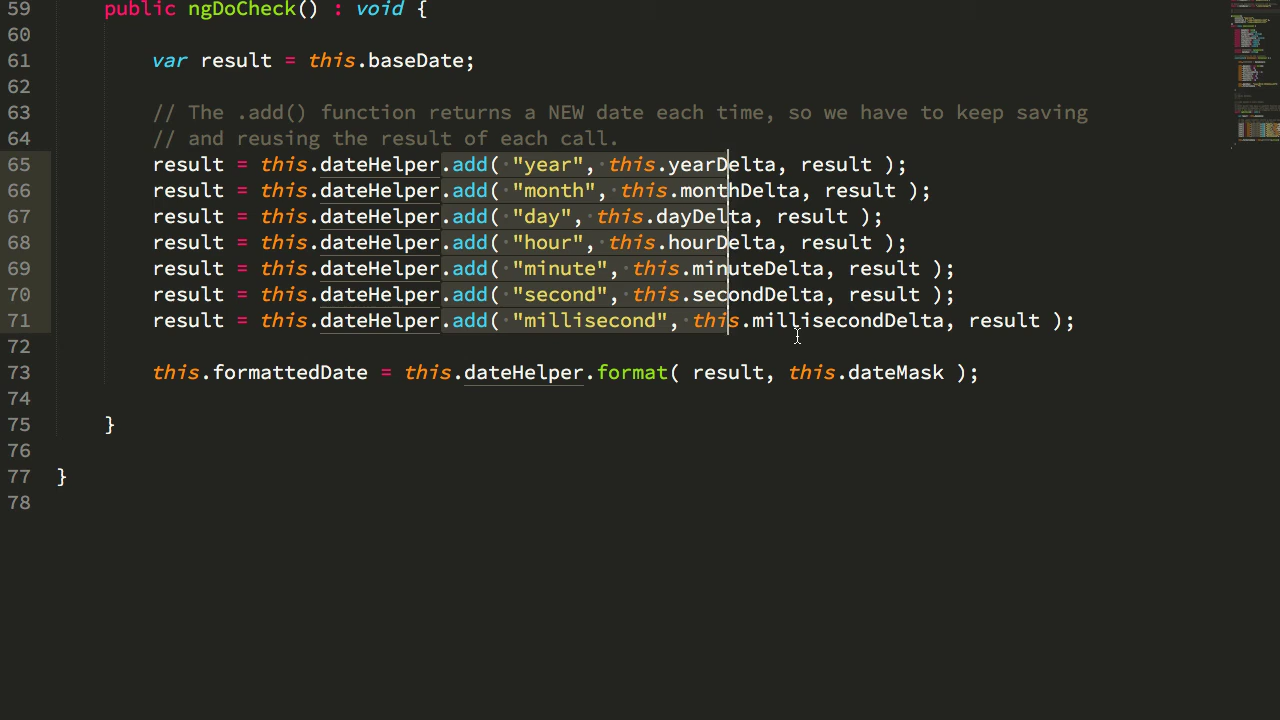 59 public ngDoCheck() : void {
60
61 var result = this.baseDate;
62
63 // The .add() function returns a NEW date each time, so we have to keep saving
64 // and reusing the result of each call.
65 result = this.dateHelper.add( "year", this.yearDelta, result );
66 result = this.dateHelper.add( "month", this.monthDelta, result );
67 result = this.dateHelper.add( "day", this.dayDelta, result );
68 result = this.dateHelper.add( "hour", this.hourDelta, result );
69 result = this.dateHelper.add( "minute", this.minuteDelta, result );
70 result = this.dateHelper.add( "second", this.secondDelta, result );
71 result = this.dateHelper.add( "millisecond", this.millisecondDelta, result );
72
73 this.formattedDate = this.dateHelper.format( result, this.dateMask );
74
75 }
76
77 }
78